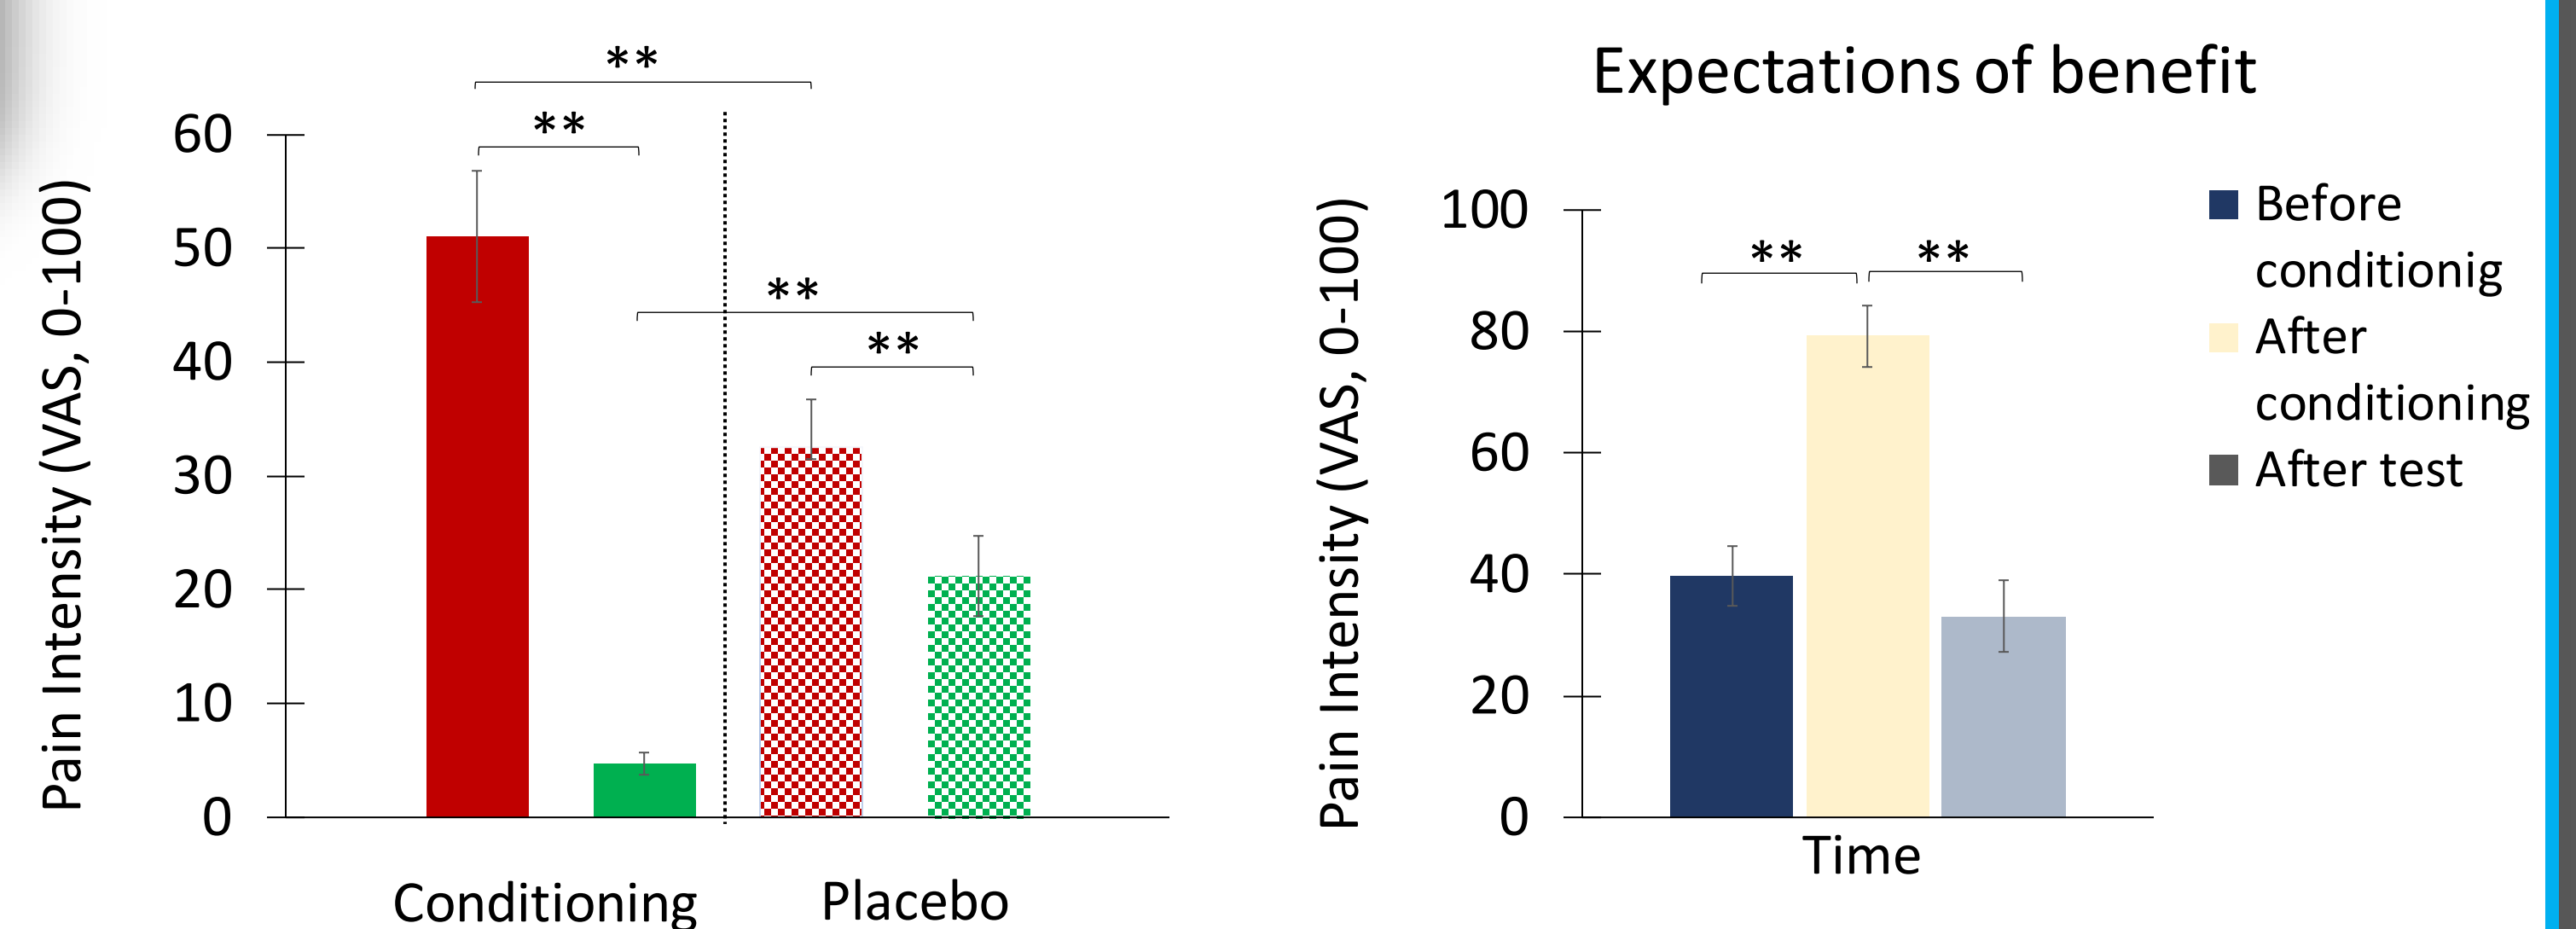 **
**
60
50
40
30
20
10
0
**
**
Pain Intensity (VAS, 0-100)
Conditioning
Placebo
Expectations of benefit
100
80
60
40
20
0
**
**
Pain Intensity (VAS, 0-100)
Time
Before
conditionig
After
conditioning
After test